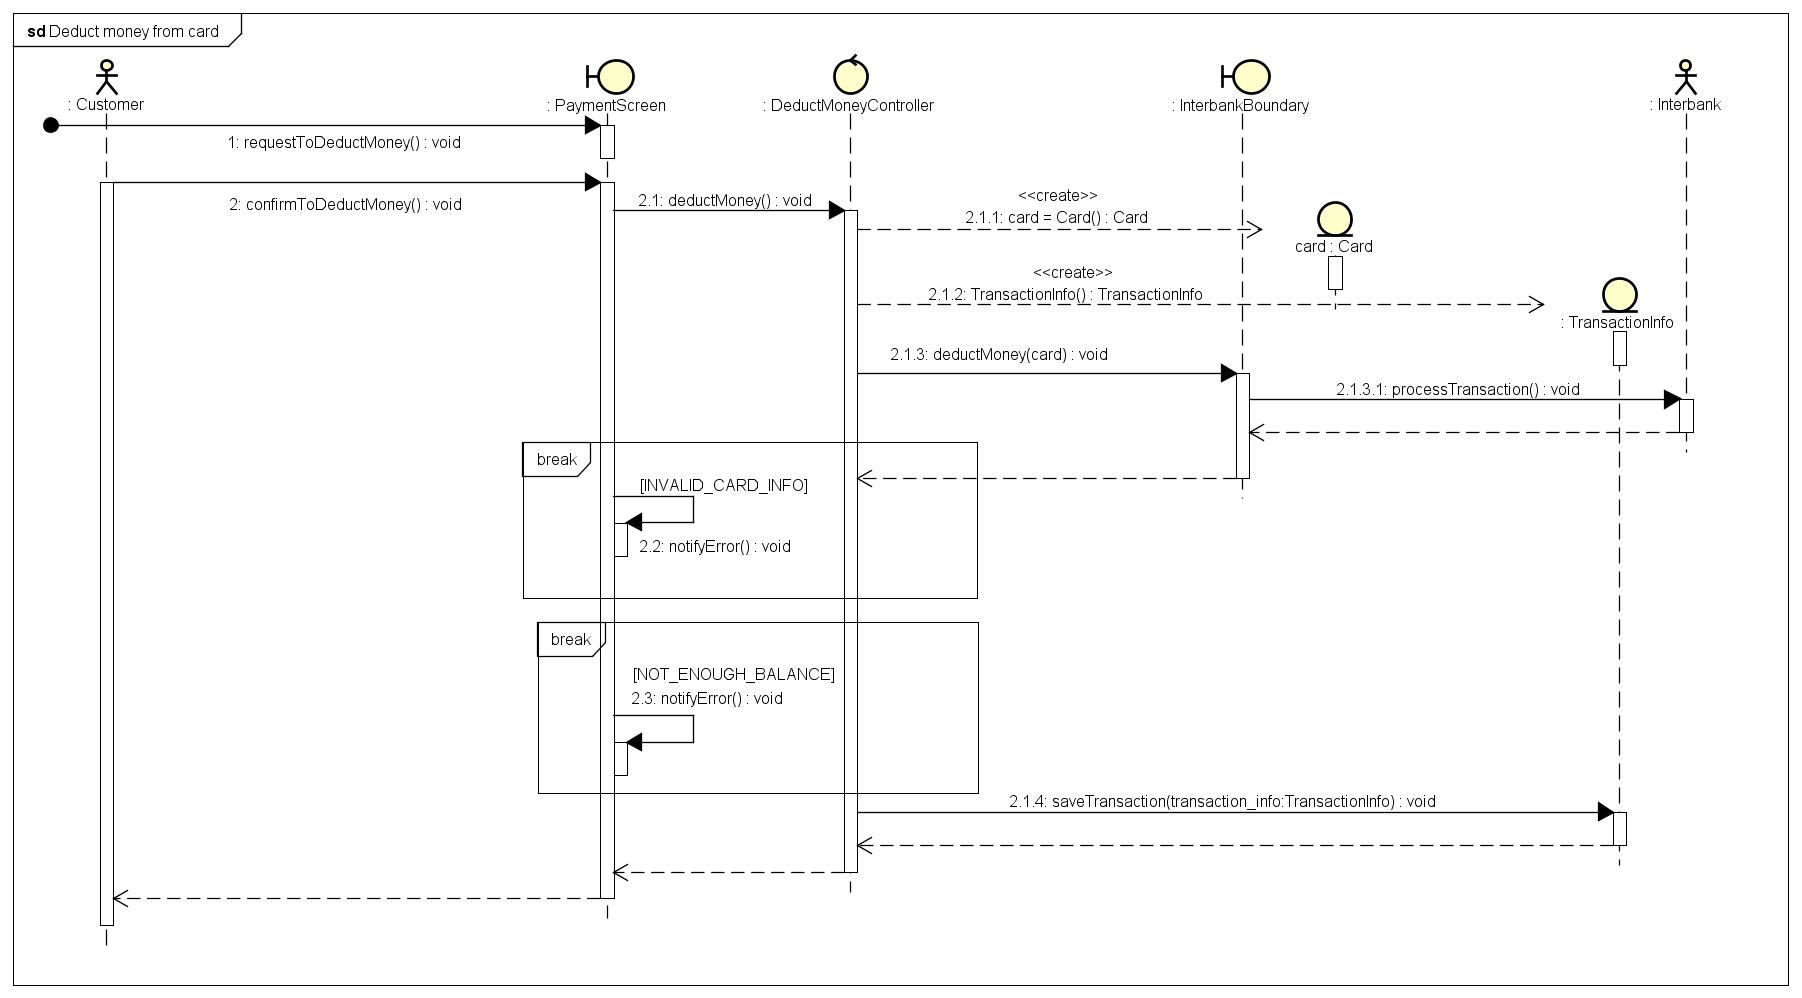 sd Deduct money from card
: Customer
: PaymentScreen
: DeductMoneyController
: InterbankBoundary
: Interbank
1: requestToDeductMoney() : void
2: confirmToDeductMoney() : void
2.1: deductMoney() : void
<<create>>
2.1.1: card = Card() : Card
card : Card
<<create>>
2.1.2: TransactionInfo() : TransactionInfo
: TransactionInfo
2.1.3: deductMoney(card) : void
2.1.3.1: processTransaction() : void
break
[INVALID_CARD_INFO]
2.2: notifyError() : void
break
[NOT_ENOUGH_BALANCE]
2.3: notifyError() : void
2.1.4: saveTransaction(transaction_info:TransactionInfo) : void